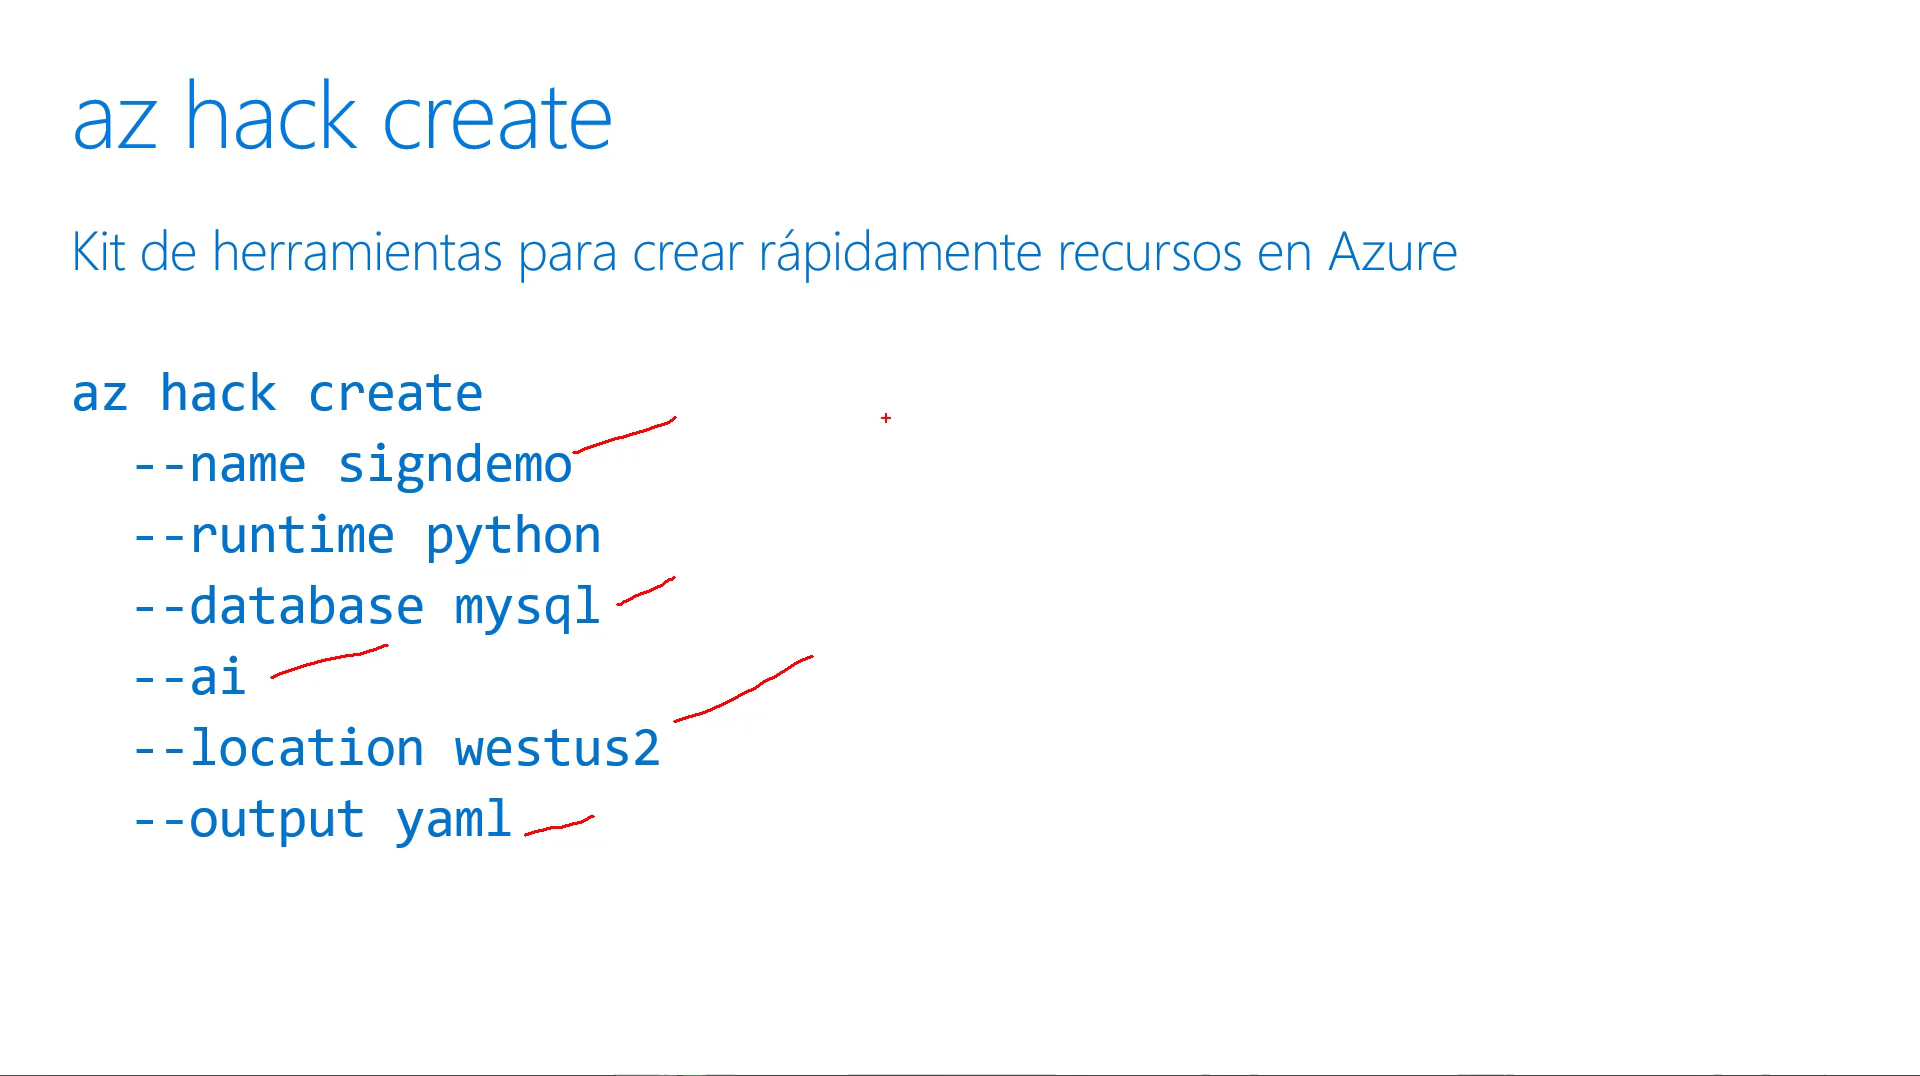 az hack create
Kit de herramientas para crear rápidamente recursos en Azure
az hack create
--name signdemo
--runtime python
--database mysql
--ai
--location westus2
--output yaml